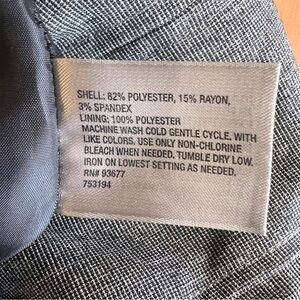 SHELL: 82% POLYESTER, 15% RAYON,
3% SPANDEX
LINING: 100% POLYESTER
MACHINE WASH COLD GENTLE CYCLE. WITH
LIKE COLORS. USE ONLY NON-CHLORINE
BLEACH WHEN NEEDED. TUMBLE DRY LOW.
IRON ON LOWEST SETTING AS NEEDED.
RN# 93677
753194